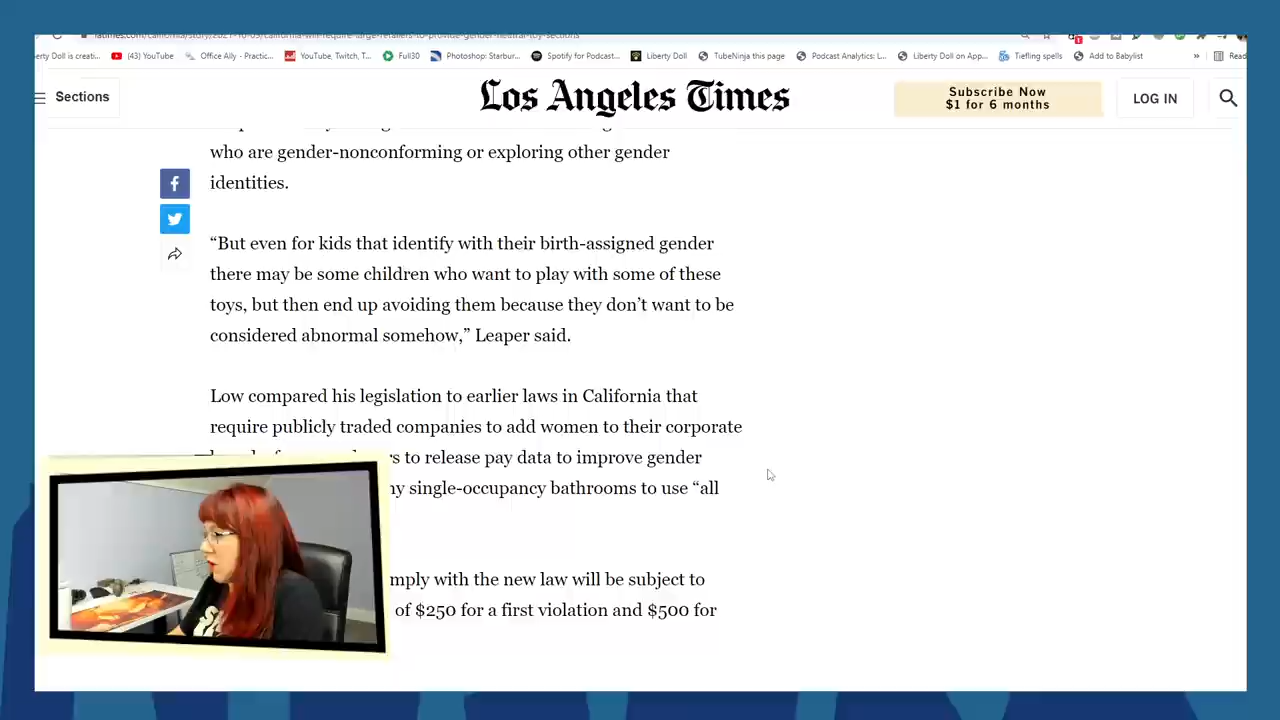 erty Doll is creati...
(43) YouTube
Office Ally - Practic...
YouTube, Twitch, T...
Full30
Photoshop: Starbur...
Spotify for Podcast...
Liberty Doll
TubeNinja this page
Podcast Analytics: L...
Liberty Doll on App...
Tiefling spells
Add to Babylist
»
Read
Sections
Los Angeles Times
Subscribe Now
$1 for 6 months
LOG IN
who are gender-nonconforming or exploring other gender
identities.
“But even for kids that identify with their birth-assigned gender
there may be some children who want to play with some of these
toys, but then end up avoiding them because they don’t want to be
considered abnormal somehow,” Leaper said.
Low compared his legislation to earlier laws in California that
require publicly traded companies to add women to their corporate
to release pay data to improve gender
single-occupancy bathrooms to use “all
mply with the new law will be subject to
of $250 for a first violation and $500 for